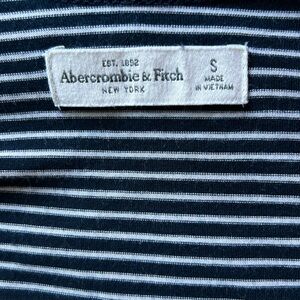 EST. 1892
Abercrombie & Fitch
NEW YORK
S
MADE
IN VIETNAM